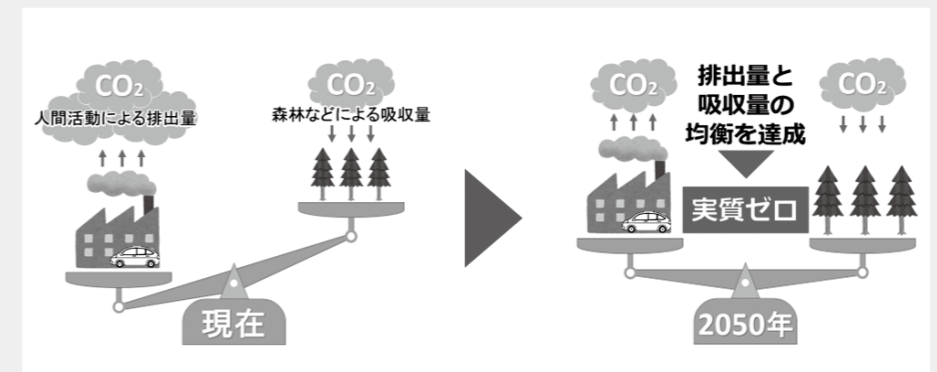 CO₂
人間活動による排出量
CO₂
森林などによる吸収量
現在
CO₂
排出量と
吸収量の
均衡を達成
CO₂
実質ゼロ
2050年